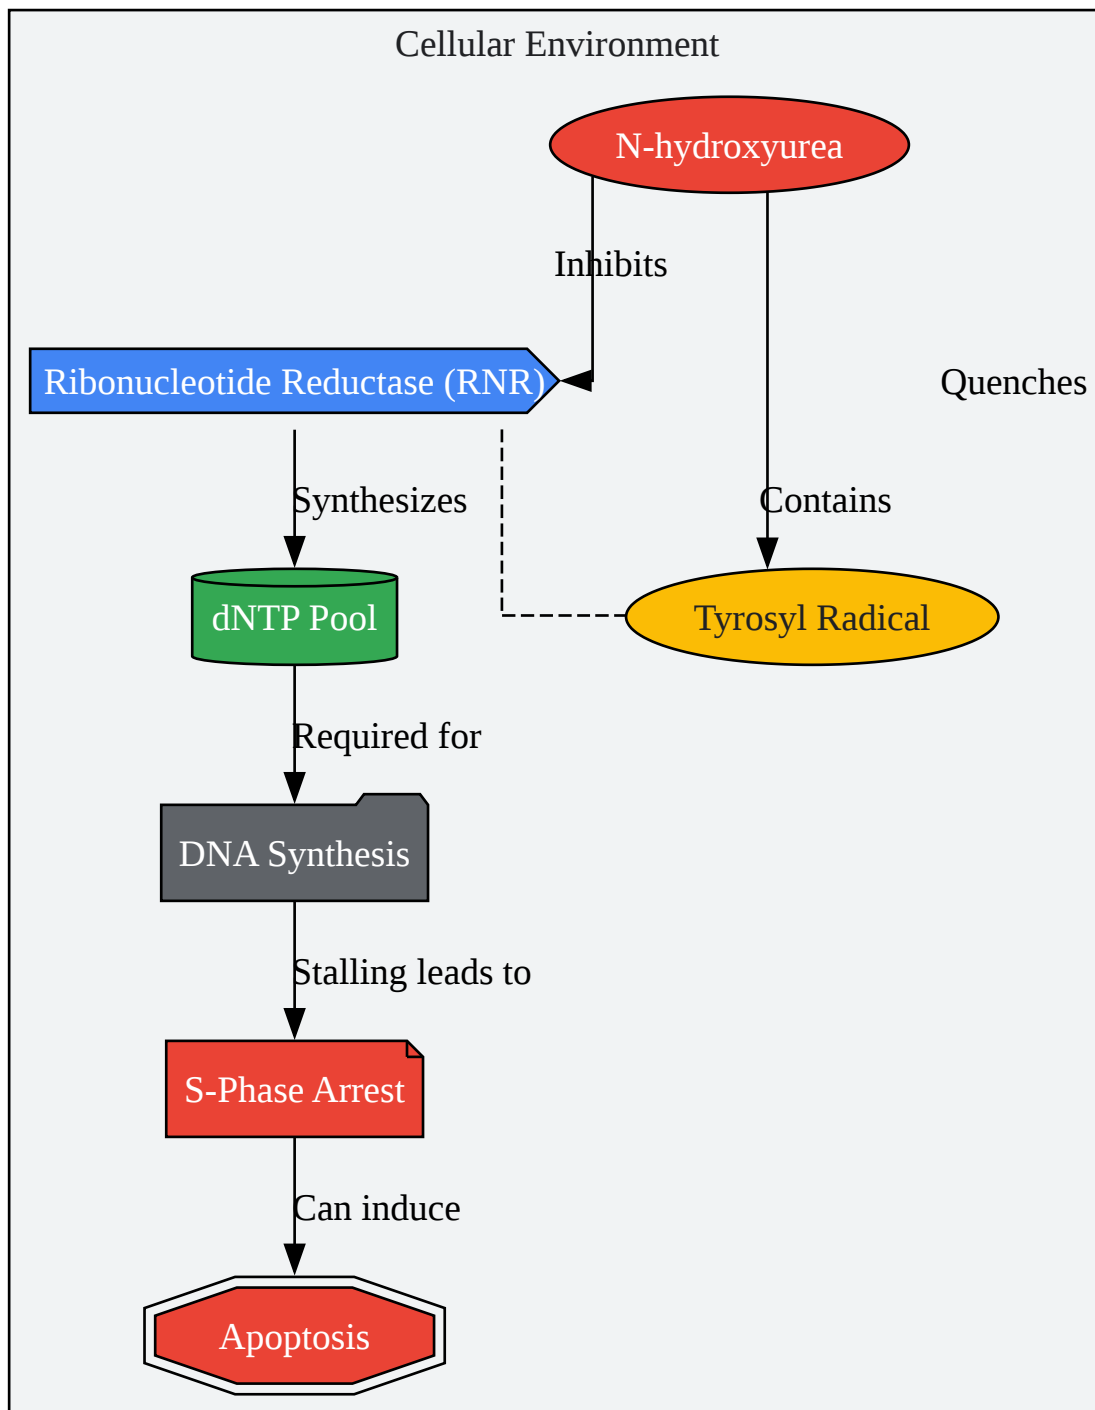 Cellular Environment
N-hydroxyurea
Inhibits
Ribonucleotide Reductase (RNR)
Quenches
Synthesizes
Contains
dNTP Pool
Tyrosyl Radical
Required for
DNA Synthesis
Stalling leads to
S-Phase Arrest
Can induce
Apoptosis